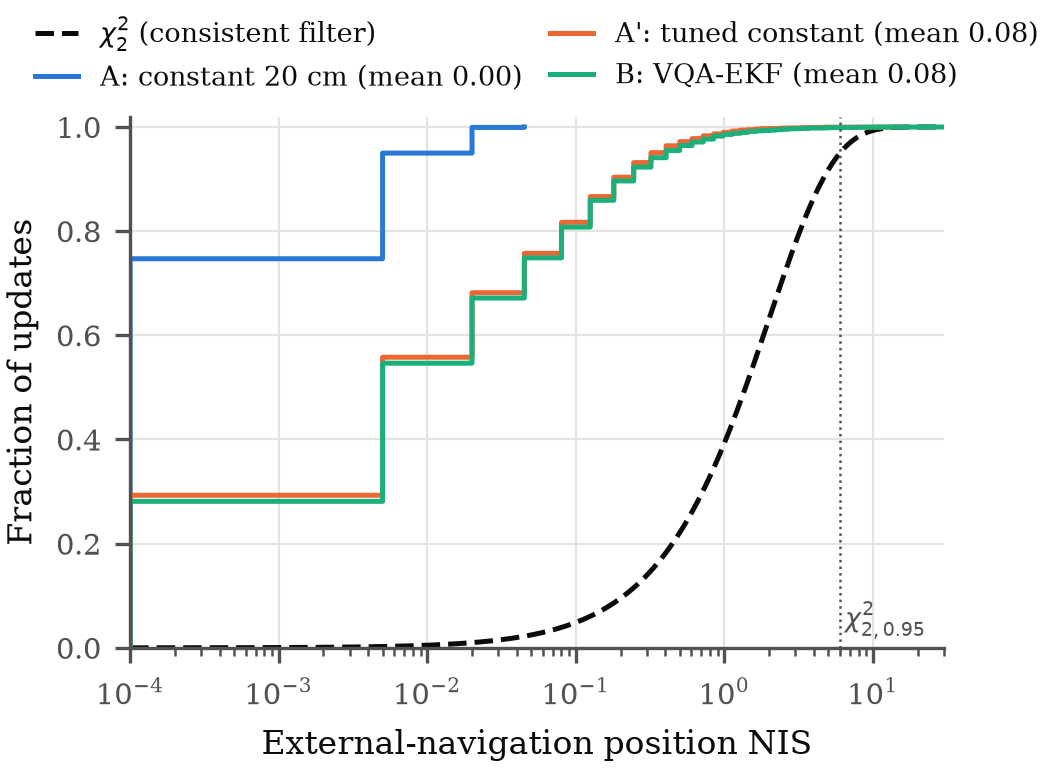 χ²₂ (consistent filter)
A: constant 20 cm (mean 0.00)
A': tuned constant (mean 0.08)
B: VQA-EKF (mean 0.08)
1.0
0.8
0.6
0.4
0.2
0.0
Fraction of updates
χ²₂, 0.95
10⁻⁴ 10⁻³ 10⁻² 10⁻¹ 10⁰ 10¹
External-navigation position NIS